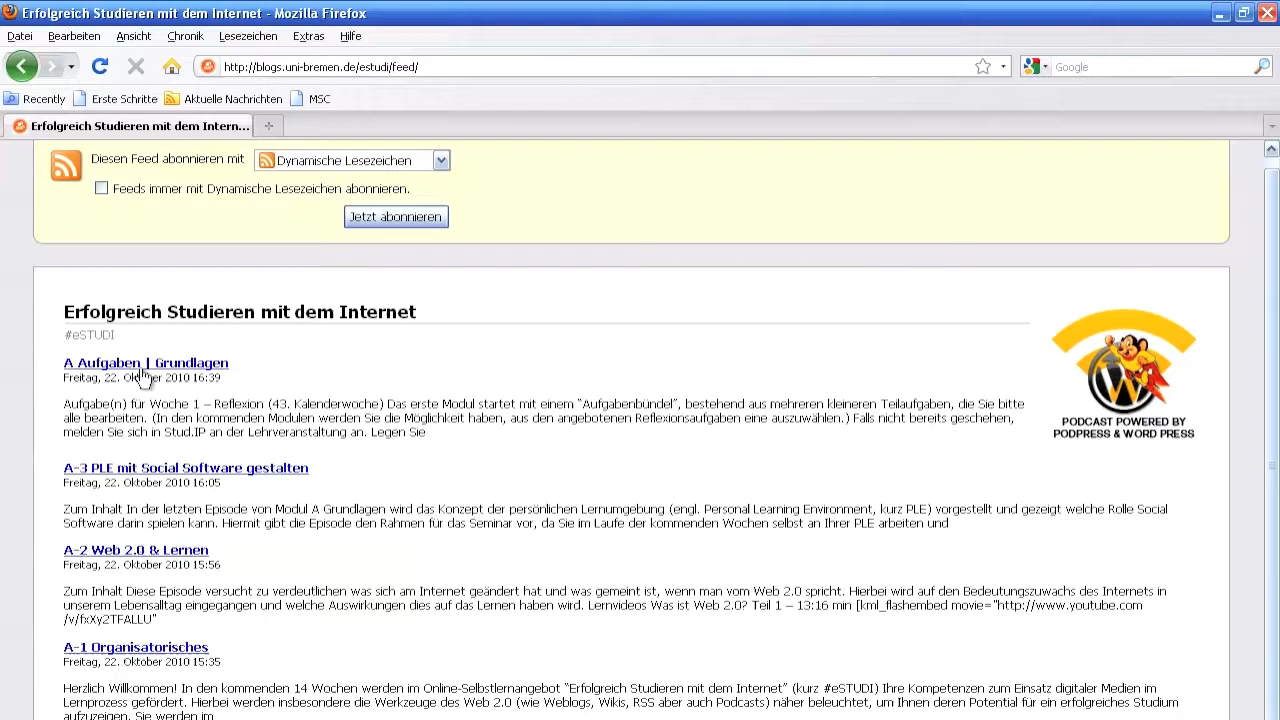 Erfolgreich Studieren mit dem Internet - Mozilla Firefox
Datei Bearbeiten Ansicht Chronik Lesezeichen Extras Hilfe
http://blogs.uni-bremen.de/estudi/feed/ Google
Recently Erste Schritte Aktuelle Nachrichten MSC
Erfolgreich Studieren mit dem Intern...
Diesen Feed abonnieren mit Dynamische Lesezeichen
Feeds immer mit Dynamische Lesezeichen abonnieren.
Jetzt abonnieren
Erfolgreich Studieren mit dem Internet
#eSTUDI
A Aufgaben | Grundlagen
Freitag, 22. Oktober 2010 16:39
Aufgabe(n) für Woche 1 – Reflexion (43. Kalenderwoche) Das erste Modul startet mit einem "Aufgabenbündel", bestehend aus mehreren kleineren Teilaufgaben, die Sie bitte
alle bearbeiten. (In den kommenden Modulen werden Sie die Möglichkeit haben, aus den angebotenen Reflexionsaufgaben eine auszuwählen.) Falls nicht bereits geschehen,
melden Sie sich in Stud.IP an der Lehrveranstaltung an. Legen Sie
PODCAST POWERED BY
PODPRESS & WORD PRESS
A-3 PLE mit Social Software gestalten
Freitag, 22. Oktober 2010 16:05
Zum Inhalt In der letzten Episode von Modul A Grundlagen wird das Konzept der persönlichen Lernumgebung (engl. Personal Learning Environment, kurz PLE) vorgestellt und gezeigt welche Rolle Social
Software darin spielen kann. Hiermit gibt die Episode den Rahmen für das Seminar vor, da Sie im Laufe der kommenden Wochen selbst an Ihrer PLE arbeiten und
A-2 Web 2.0 & Lernen
Freitag, 22. Oktober 2010 15:56
Zum Inhalt Diese Episode versucht zu verdeutlichen was sich am Internet geändert hat und was gemeint ist, wenn man vom Web 2.0 spricht. Hierbei wird auf den Bedeutungszuwachs des Internets in
unserem Lebensalltag eingegangen und welche Auswirkungen dies auf das Lernen haben wird. Lernvideos Was ist Web 2.0? Teil 1 – 13:16 min [kml_flashembed movie="http://www.youtube.com
/v/fxXy2TFALLU"
A-1 Organisatorisches
Freitag, 22. Oktober 2010 15:35
Herzlich Willkommen! In den kommenden 14 Wochen werden im Online-Selbstlernangebot "Erfolgreich Studieren mit dem Internet" (kurz #eSTUDI) Ihre Kompetenzen zum Einsatz digitaler Medien im
Lernprozess gefördert. Hierbei werden insbesondere die Werkzeuge des Web 2.0 (wie Weblogs, Wikis, RSS aber auch Podcasts) näher beleuchtet, um Ihnen deren Potential für ein erfolgreiches Studium
aufzuzeigen. Sie werden im